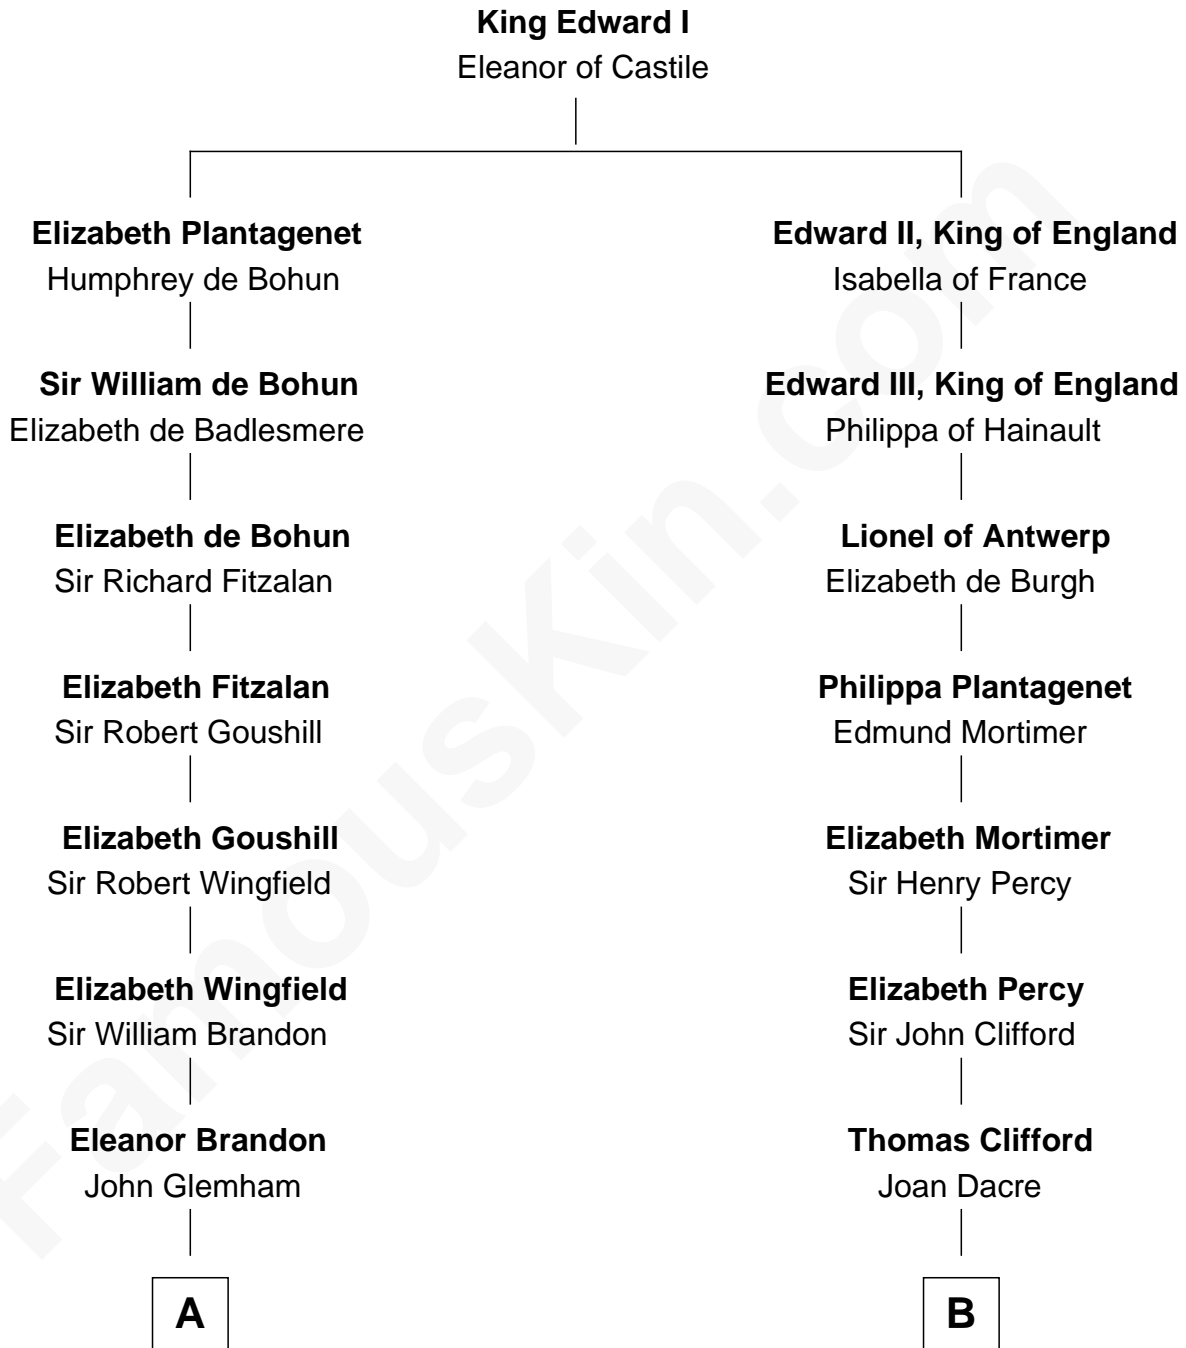 King Edward I
Eleanor of Castile
Elizabeth Plantagenet
Humphrey de Bohun
Edward II, King of England
Isabella of France
Sir William de Bohun
Elizabeth de Badlesmere
Edward III, King of England
Philippa of Hainault
Elizabeth de Bohun
Sir Richard Fitzalan
Lionel of Antwerp
Elizabeth de Burgh
Elizabeth Fitzalan
Sir Robert Goushill
Philippa Plantagenet
Edmund Mortimer
Elizabeth Goushill
Sir Robert Wingfield
Elizabeth Mortimer
Sir Henry Percy
Elizabeth Wingfield
Sir William Brandon
Elizabeth Percy
Sir John Clifford
Eleanor Brandon
John Glemham
Thomas Clifford
Joan Dacre
A
B
FamousKin.com